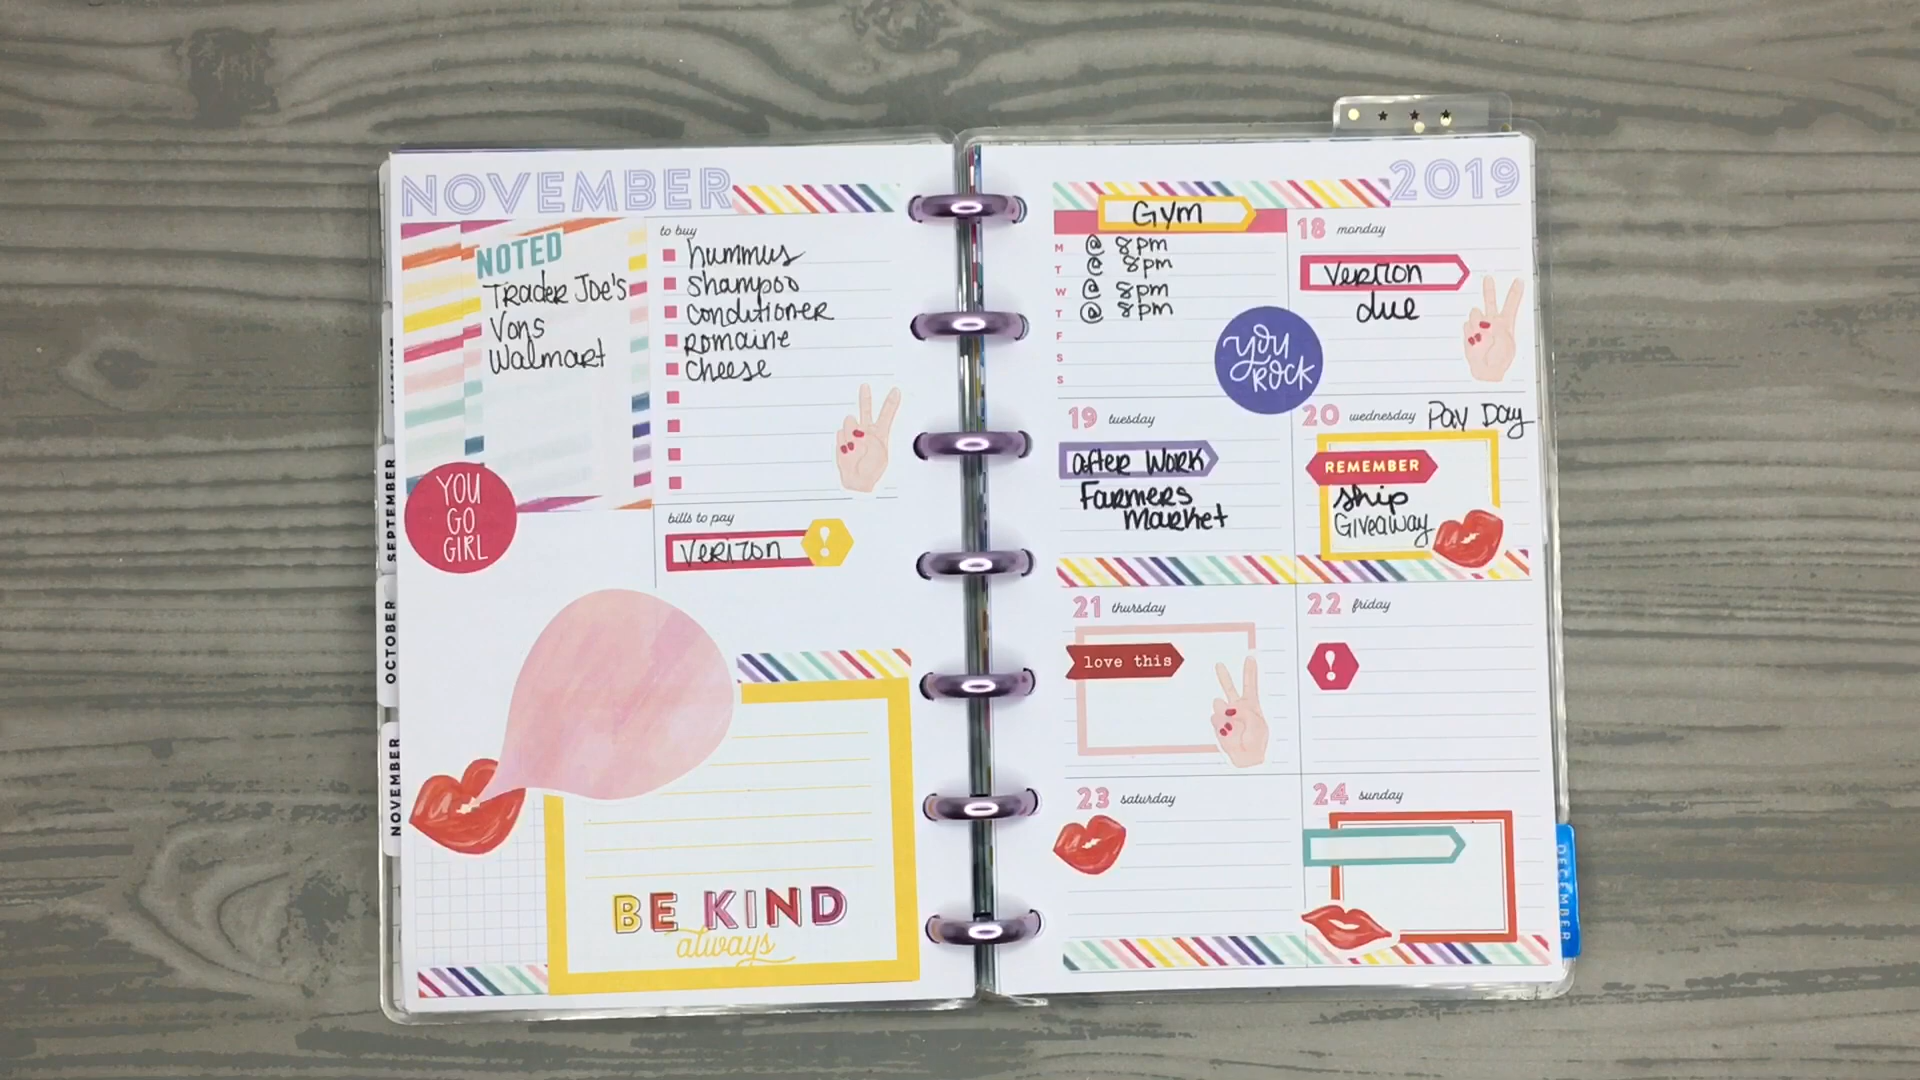 NOVEMBER
NOTED
Trader Joe's
Vons
Walmart
YOU
GO
GIRL
to buy
hummus
shampoo
conditioner
romaine
cheese
bills to pay
Verizon
!
BE KIND
always
SEPTEMBER
OCTOBER
NOVEMBER
2019
Gym
M @ 8pm
T @ 8pm
W @ 8pm
T @ 8pm
F
S
S
you
rock
18 monday
Verizon
due
19 tuesday
after work
Farmers
Market
20 wednesday Pay Day
REMEMBER
ship
Giveaway
21 thursday
love this
22 friday
!
23 saturday
24 sunday
DECEMBER